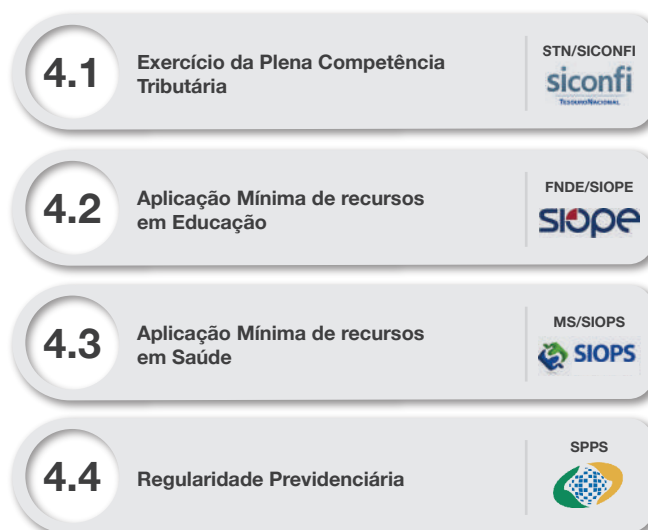 4.1
Exercício da Plena Competência
Tributária
STN/SICONFI
siconfi
TESOURONACIONAL
4.2
Aplicação Mínima de recursos
em Educação
FNDE/SIOPE
SIOPE
4.3
Aplicação Mínima de recursos
em Saúde
MS/SIOPS
SIOPS
4.4
Regularidade Previdenciária
SPPS